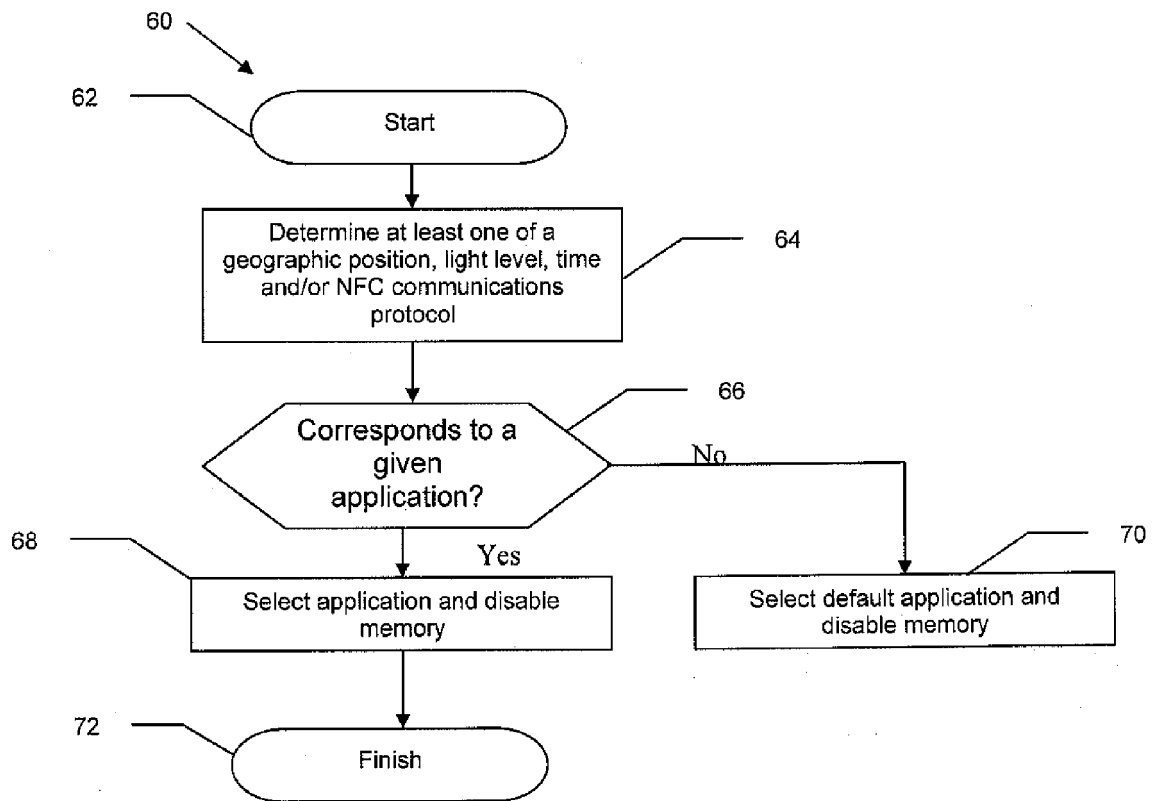 60
62
Start
Determine at least one of a
geographic position, light level, time
and/or NFC communications
protocol
64
66
Corresponds to a
given
application?
No
68
Yes
70
Select application and disable
memory
Select default application and
disable memory
72
Finish